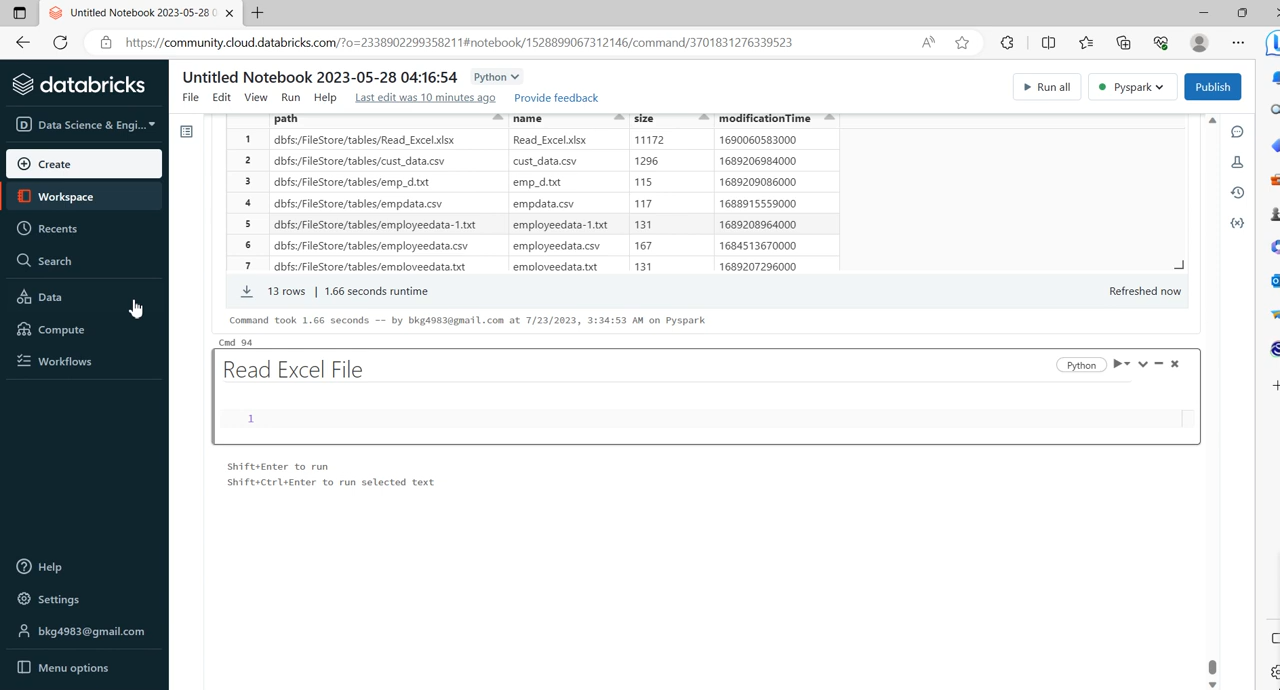 Untitled Notebook 2023-05-28 0
https://community.cloud.databricks.com/?o=2338902299358211#notebook/1528899067312146/command/3701831276339523
databricks
Untitled Notebook 2023-05-28 04:16:54
Python
File
Edit
View
Run
Help
Last edit was 10 minutes ago
Provide feedback
Run all
Pyspark
Publish
Data Science & Engi...
Create
Workspace
Recents
Search
Data
Compute
Workflows
Help
Settings
bkg4983@gmail.com
Menu options
path name size modificationTime
1 dbfs:/FileStore/tables/Read_Excel.xlsx Read_Excel.xlsx 11172 1690060583000
2 dbfs:/FileStore/tables/cust_data.csv cust_data.csv 1296 1689206984000
3 dbfs:/FileStore/tables/emp_d.txt emp_d.txt 115 1689209086000
4 dbfs:/FileStore/tables/empdata.csv empdata.csv 117 1688915559000
5 dbfs:/FileStore/tables/employeedata-1.txt employeedata-1.txt 131 1689208964000
6 dbfs:/FileStore/tables/employeedata.csv employeedata.csv 167 1684513670000
7 dbfs:/FileStore/tables/employeedata.txt employeedata.txt 131 1689207296000
13 rows | 1.66 seconds runtime
Refreshed now
Command took 1.66 seconds -- by bkg4983@gmail.com at 7/23/2023, 3:34:53 AM on Pyspark
Cmd 94
Read Excel File
Python
1
Shift+Enter to run
Shift+Ctrl+Enter to run selected text